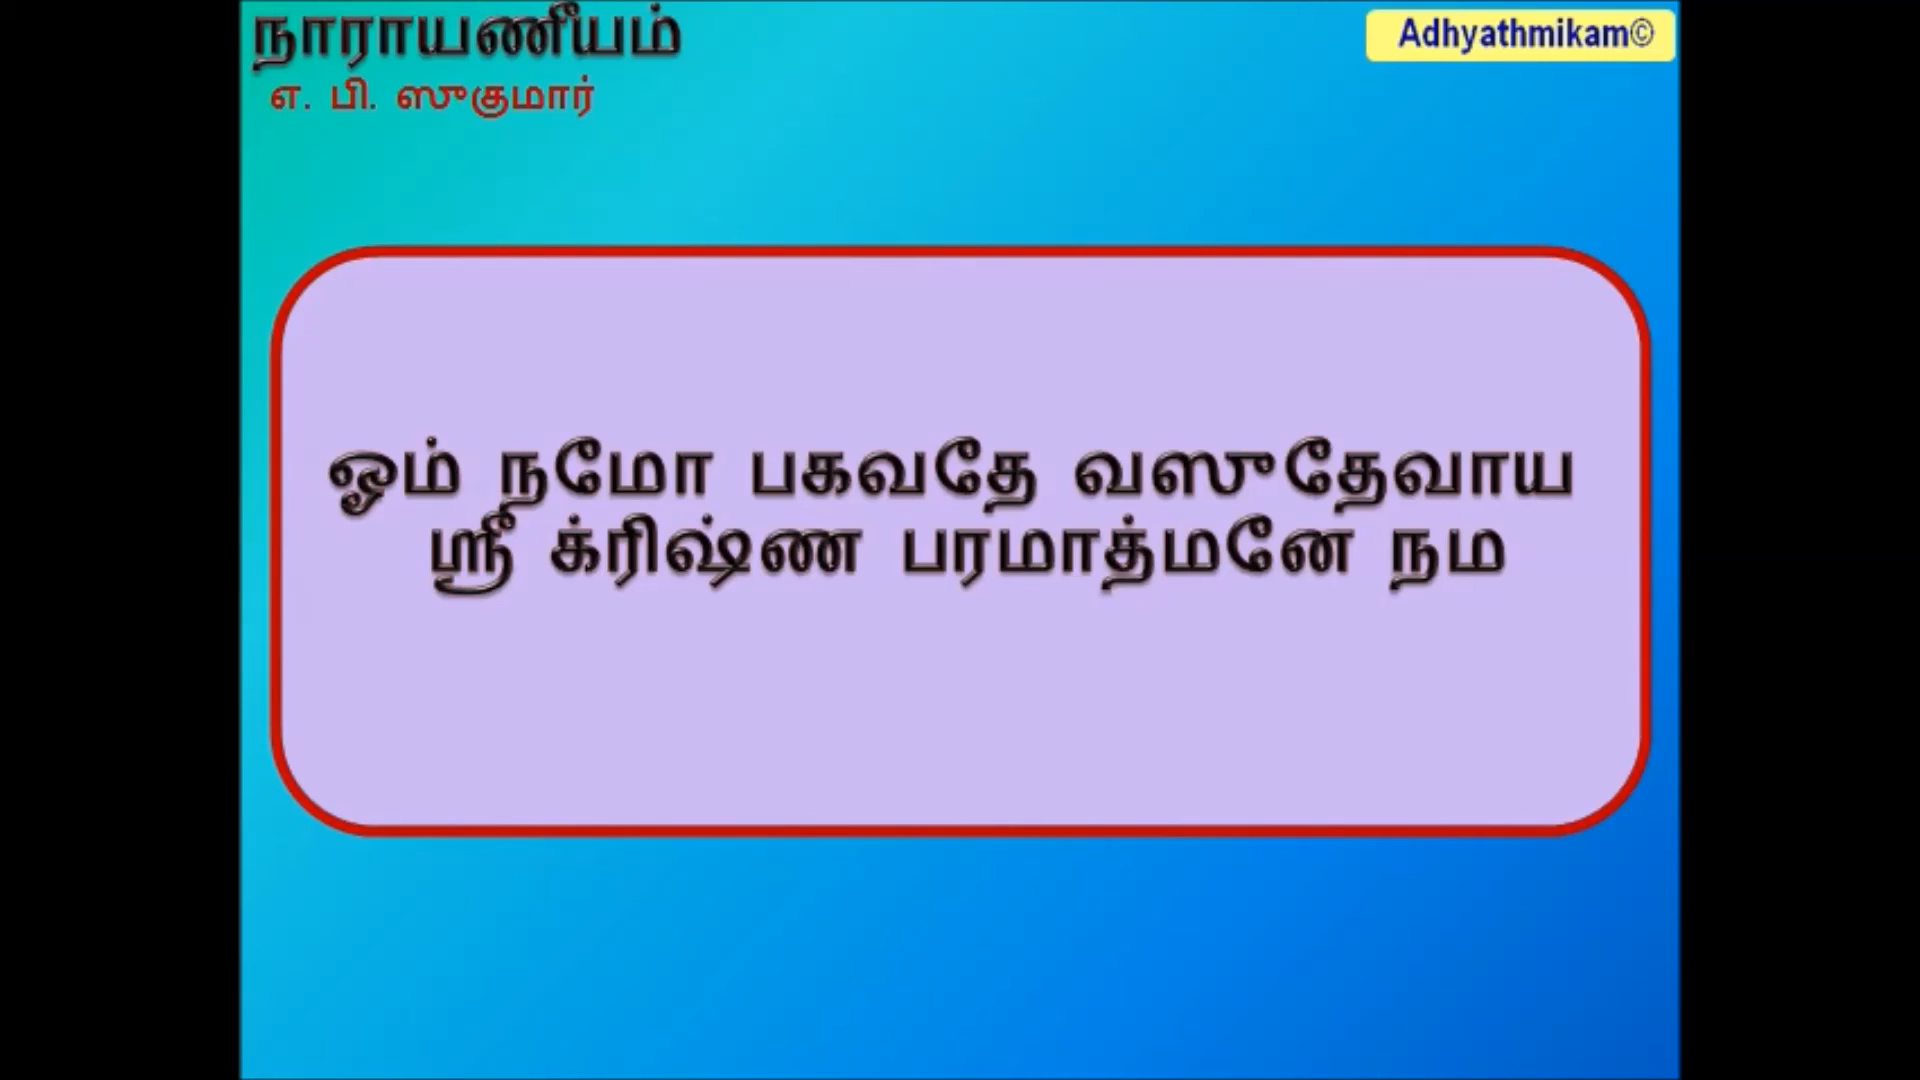 நாராயணீயம்
எ. பி. ஸுகுமார்
Adhyathmikam©
ஓம் நமோ பகவதே வஸுதேவாய
ஸ்ரீ க்ரிஷ்ண பரமாத்மனே நம